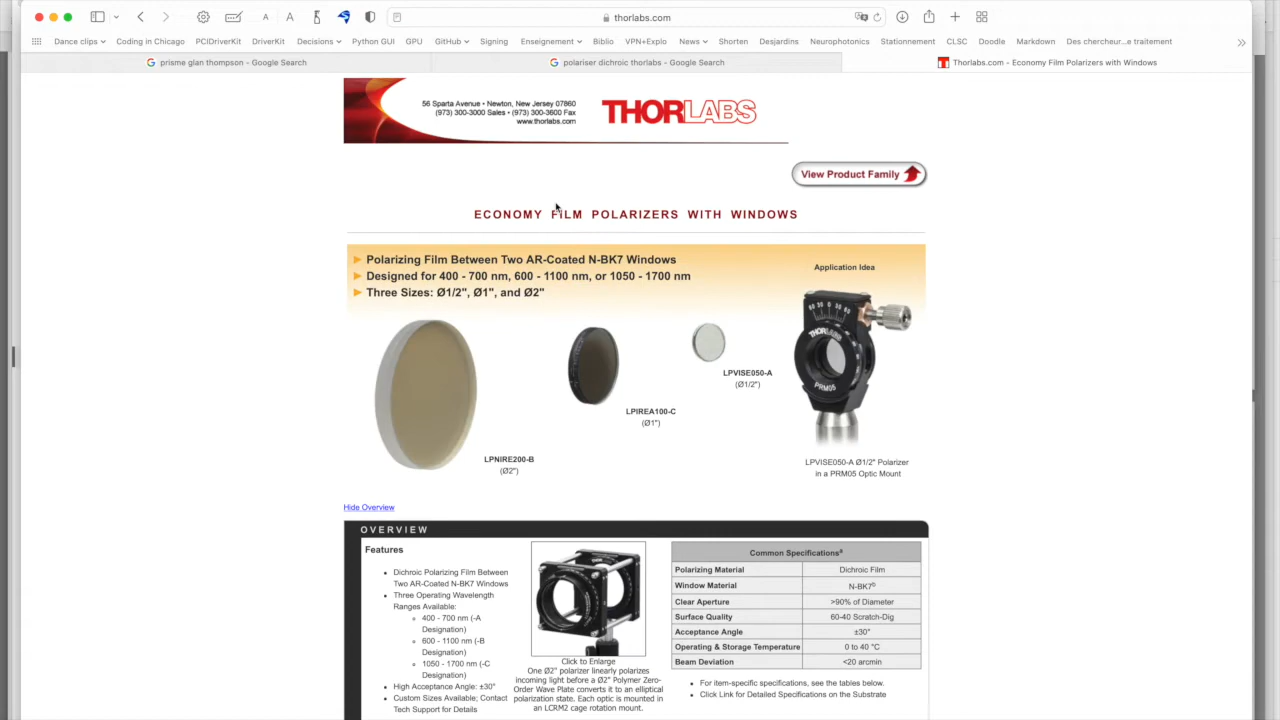 thorlabs.com
Dance clips
Coding in Chicago
PCIDriverKit
DriverKit
Decisions
Python GUI
GPU
GitHub
Signing
Enseignement
Biblio
VPN+Explo
News
Shorten
Desjardins
Neurophotonics
Stationnement
CLSC
Doodle
Markdown
Des chercheur...e traitement
prisme glan thompson - Google Search
polariser dichroic thorlabs - Google Search
Thorlabs.com - Economy Film Polarizers with Windows
56 Sparta Avenue • Newton, New Jersey 07860
(973) 300-3000 Sales • (973) 300-3600 Fax
www.thorlabs.com
THORLABS
View Product Family
ECONOMY FILM POLARIZERS WITH WINDOWS
Polarizing Film Between Two AR-Coated N-BK7 Windows
Designed for 400 - 700 nm, 600 - 1100 nm, or 1050 - 1700 nm
Three Sizes: Ø1/2", Ø1", and Ø2"
Application Idea
60 30 0 30 60
THORLABS
PRM05
LPVISE050-A
(Ø1/2")
LPIREA100-C
(Ø1")
LPNIRE200-B
(Ø2")
LPVISE050-A Ø1/2" Polarizer
in a PRM05 Optic Mount
Hide Overview
OVERVIEW
Features
• Dichroic Polarizing Film Between
Two AR-Coated N-BK7 Windows
• Three Operating Wavelength
Ranges Available:
400 - 700 nm (-A
Designation)
600 - 1100 nm (-B
Designation)
1050 - 1700 nm (-C
Designation)
• High Acceptance Angle: ±30°
• Custom Sizes Available; Contact
Tech Support for Details
Click to Enlarge
One Ø2" polarizer linearly polarizes
incoming light before a Ø2" Polymer Zero-
Order Wave Plate converts it to an elliptical
polarization state. Each optic is mounted in
an LCRM2 cage rotation mount.
Common Specificationsᵃ
Polarizing Material Dichroic Film
Window Material N-BK7ᵇ
Clear Aperture >90% of Diameter
Surface Quality 60-40 Scratch-Dig
Acceptance Angle ±30°
Operating & Storage Temperature 0 to 40 °C
Beam Deviation <20 arcmin
• For item-specific specifications, see the tables below.
• Click Link for Detailed Specifications on the Substrate